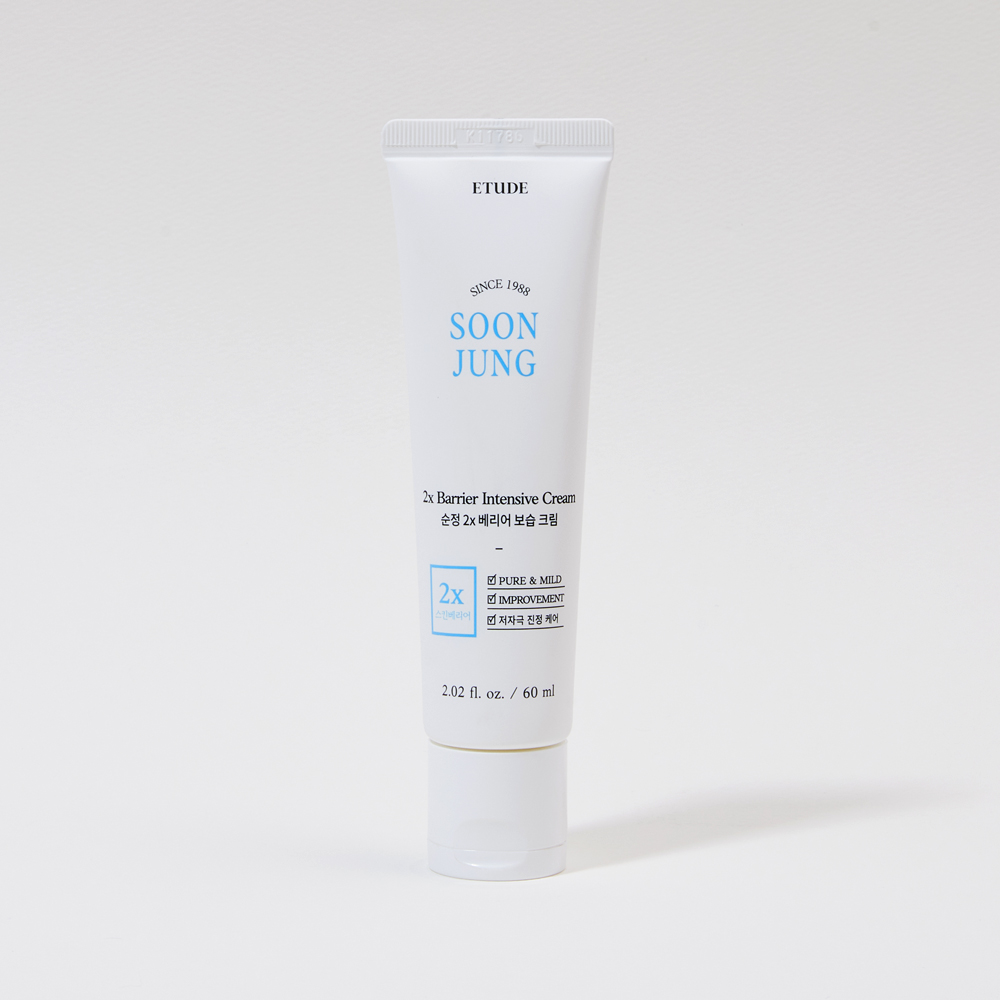 ETUDE
SINCE 1988
SOON
JUNG
2x Barrier Intensive Cream
순정 2x 베리어 보습 크림
–
2x
스킨베리어
☑ PURE & MILD
☑ IMPROVEMENT
☑ 저자극 진정 케어
2.02 fl. oz. / 60 ml